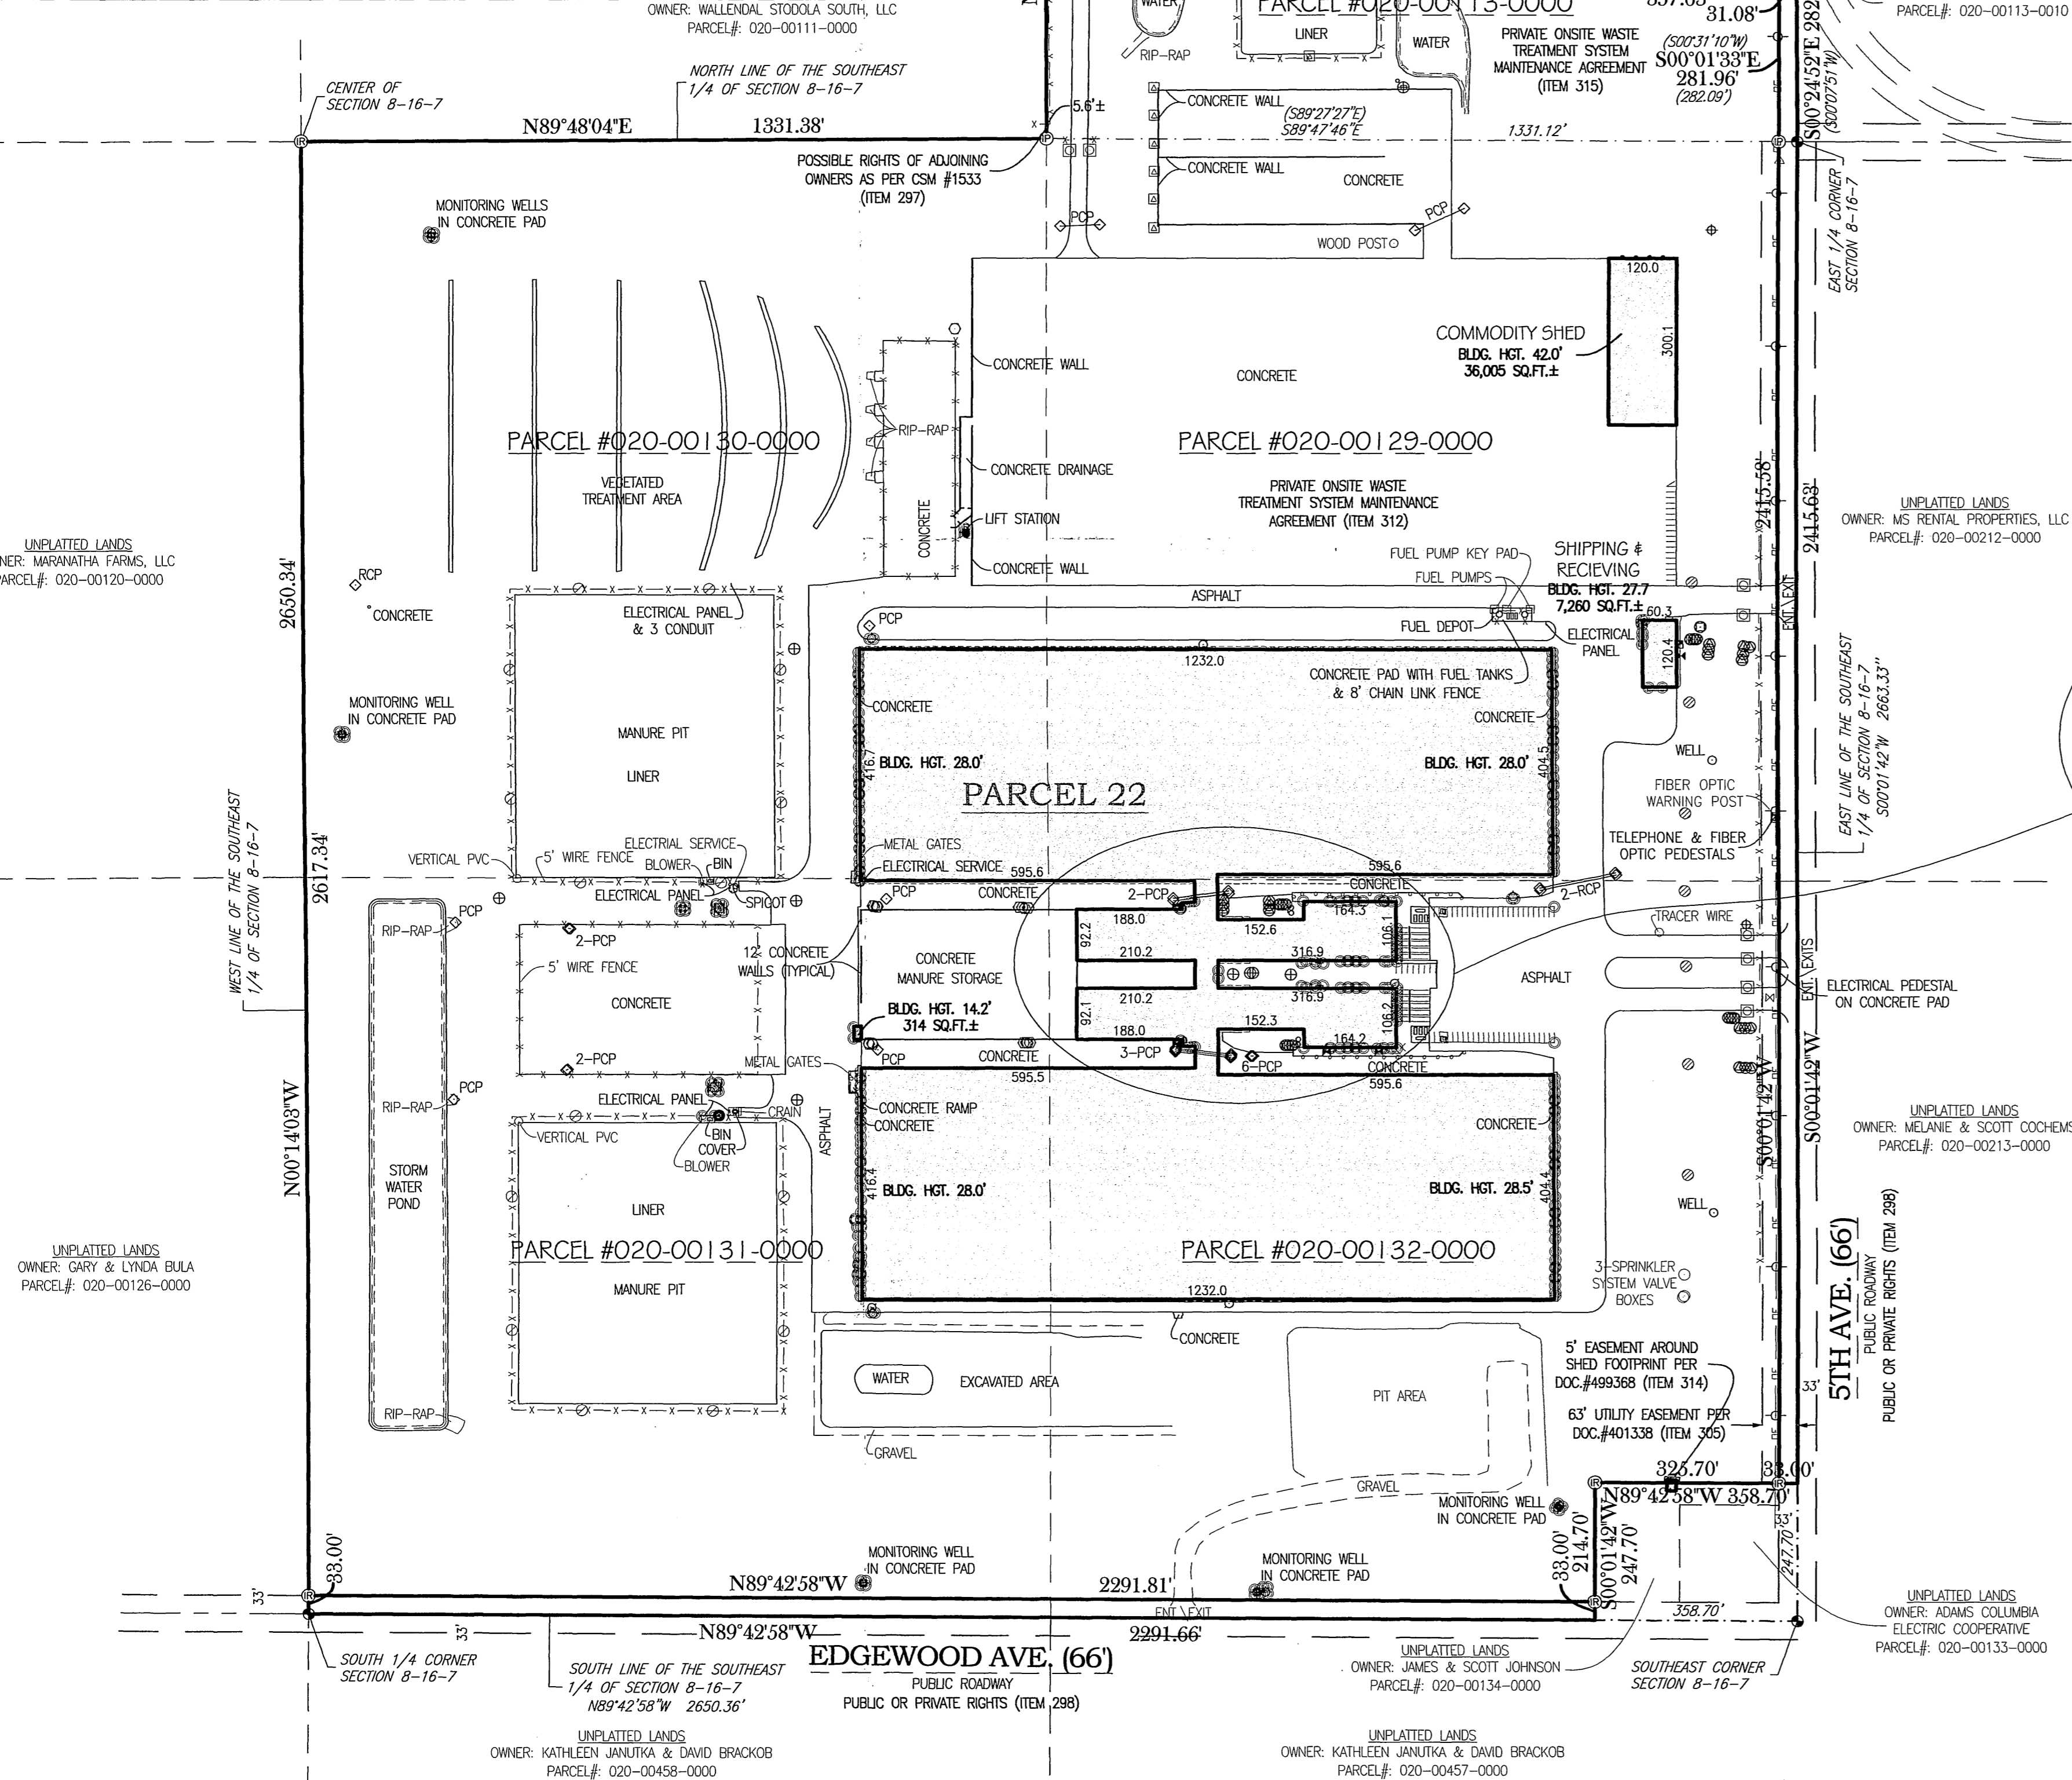 OWNER: WALLENDAL STODOLA SOUTH, LLC
PARCEL#: 020-00111-0000
WATER
RIP-RAP
PARCEL #020-00113-0000
LINER
WATER
PRIVATE ONSITE WASTE
TREATMENT SYSTEM
MAINTENANCE AGREEMENT
(ITEM 315)
31.08'
(S00°31'10"W)
S00°01'33"E
281.96'
(282.09')
S00°24'52"E 282
(S00°07'51"W)
PARCEL#: 020-00113-0010
CENTER OF
SECTION 8-16-7
NORTH LINE OF THE SOUTHEAST
1/4 OF SECTION 8-16-7
N89°48'04"E 1331.38'
5.6'±
CONCRETE WALL
(S89°27'27"E)
S89°47'46"E 1331.12'
POSSIBLE RIGHTS OF ADJOINING
OWNERS AS PER CSM #1533
(ITEM 297)
CONCRETE WALL
CONCRETE
PCP
PCP
WOOD POST
EAST 1/4 CORNER
SECTION 8-16-7
MONITORING WELLS
IN CONCRETE PAD
120.0
300.1
COMMODITY SHED
BLDG. HGT. 42.0'
36,005 SQ.FT.±
CONCRETE WALL
CONCRETE
RIP-RAP
PARCEL #020-00130-0000
PARCEL #020-00129-0000
VEGETATED
TREATMENT AREA
CONCRETE DRAINAGE
CONCRETE
LIFT STATION
CONCRETE WALL
PRIVATE ONSITE WASTE
TREATMENT SYSTEM MAINTENANCE
AGREEMENT (ITEM 312)
2415.58'
2415.63'
UNPLATTED LANDS
OWNER: MS RENTAL PROPERTIES, LLC
PARCEL#: 020-00212-0000
UNPLATTED LANDS
NER: MARANATHA FARMS, LLC
PARCEL#: 020-00120-0000
2650.34'
RCP
CONCRETE
ELECTRICAL PANEL
& 3 CONDUIT
PCP
ASPHALT
FUEL PUMP KEY PAD
FUEL PUMPS
FUEL DEPOT
SHIPPING &
RECIEVING
BLDG. HGT. 27.7
7,260 SQ.FT.±
60.3
120.4
ELECTRICAL
PANEL
ENT.\EXIT
1232.0
CONCRETE PAD WITH FUEL TANKS
& 8' CHAIN LINK FENCE
CONCRETE
CONCRETE
MONITORING WELL
IN CONCRETE PAD
MANURE PIT
LINER
416.7
BLDG. HGT. 28.0'
BLDG. HGT. 28.0'
404.5
PARCEL 22
WELL
FIBER OPTIC
WARNING POST
TELEPHONE & FIBER
OPTIC PEDESTALS
EAST LINE OF THE SOUTHEAST
1/4 OF SECTION 8-16-7
S00°01'42"W 2663.33"
WEST LINE OF THE SOUTHEAST
1/4 OF SECTION 8-16-7
2617.34'
VERTICAL PVC
5' WIRE FENCE
ELECTRIAL SERVICE
BLOWER
BIN
ELECTRICAL PANEL
SPIGOT
METAL GATES
ELECTRICAL SERVICE
595.6
595.6
PCP
CONCRETE
2-PCP
CONCRETE
2-RCP
RIP-RAP
PCP
2-PCP
5' WIRE FENCE
CONCRETE
12' CONCRETE
WALLS (TYPICAL)
CONCRETE
MANURE STORAGE
188.0
92.2
210.2
152.6
164.3
106.1
316.9
TRACER WIRE
ASPHALT
ENT.\EXITS
ELECTRICAL PEDESTAL
ON CONCRETE PAD
BLDG. HGT. 14.2'
314 SQ.FT.±
210.2
92.1
188.0
316.9
152.3
106.2
164.2
2-PCP
METAL GATES
PCP
CONCRETE
3-PCP
6-PCP
CONCRETE
595.5
595.6
N00°14'03"W
RIP-RAP
PCP
ELECTRICAL PANEL
CRAIN
BIN
COVER
BLOWER
VERTICAL PVC
ASPHALT
CONCRETE RAMP
CONCRETE
CONCRETE
S00°01'42"W
S00°01'42"W
UNPLATTED LANDS
OWNER: MELANIE & SCOTT COCHEMS
PARCEL#: 020-00213-0000
STORM
WATER
POND
LINER
416.4
BLDG. HGT. 28.0'
BLDG. HGT. 28.5'
404.4
WELL
PARCEL #020-00131-0000
PARCEL #020-00132-0000
MANURE PIT
UNPLATTED LANDS
OWNER: GARY & LYNDA BULA
PARCEL#: 020-00126-0000
1232.0
3-SPRINKLER
SYSTEM VALVE
BOXES
5TH AVE. (66')
PUBLIC ROADWAY
PUBLIC OR PRIVATE RIGHTS (ITEM 298)
CONCRETE
WATER
EXCAVATED AREA
PIT AREA
5' EASEMENT AROUND
SHED FOOTPRINT PER
DOC.#499368 (ITEM 314)
33'
63' UTILITY EASEMENT PER
DOC.#401338 (ITEM 305)
RIP-RAP
GRAVEL
GRAVEL
325.70'
33.00'
N89°42'58"W 358.70'
MONITORING WELL
IN CONCRETE PAD
33.00'
214.70'
S00°01'42"W
247.70'
33'
247.70'
33.00'
MONITORING WELL
IN CONCRETE PAD
MONITORING WELL
IN CONCRETE PAD
33'
N89°42'58"W 2291.81'
ENT.\EXIT
358.70'
33'
N89°42'58"W 2291.66'
UNPLATTED LANDS
OWNER: ADAMS COLUMBIA
ELECTRIC COOPERATIVE
PARCEL#: 020-00133-0000
SOUTH 1/4 CORNER
SECTION 8-16-7
SOUTH LINE OF THE SOUTHEAST
1/4 OF SECTION 8-16-7
N89°42'58"W 2650.36'
EDGEWOOD AVE. (66')
PUBLIC ROADWAY
PUBLIC OR PRIVATE RIGHTS (ITEM 298)
UNPLATTED LANDS
OWNER: JAMES & SCOTT JOHNSON
PARCEL#: 020-00134-0000
SOUTHEAST CORNER
SECTION 8-16-7
UNPLATTED LANDS
OWNER: KATHLEEN JANUTKA & DAVID BRACKOB
PARCEL#: 020-00458-0000
UNPLATTED LANDS
OWNER: KATHLEEN JANUTKA & DAVID BRACKOB
PARCEL#: 020-00457-0000